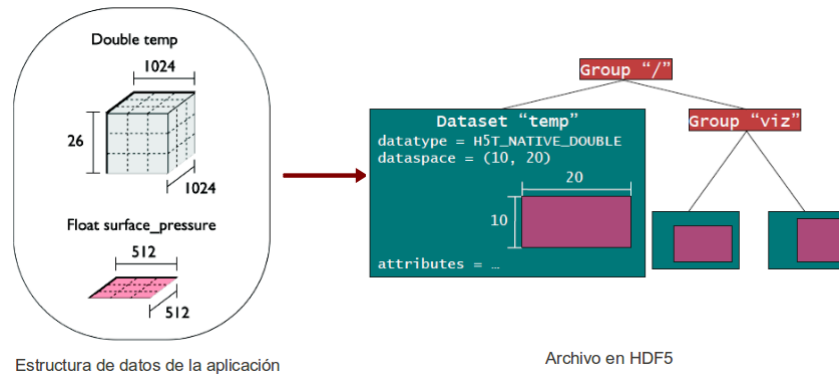 Double temp
1024
26
1024
Float surface_pressure
512
512
Estructura de datos de la aplicación
Group “/”
Dataset “temp”
datatype = H5T_NATIVE_DOUBLE
dataspace = (10, 20)
20
10
attributes = …
Group “viz”
Archivo en HDF5